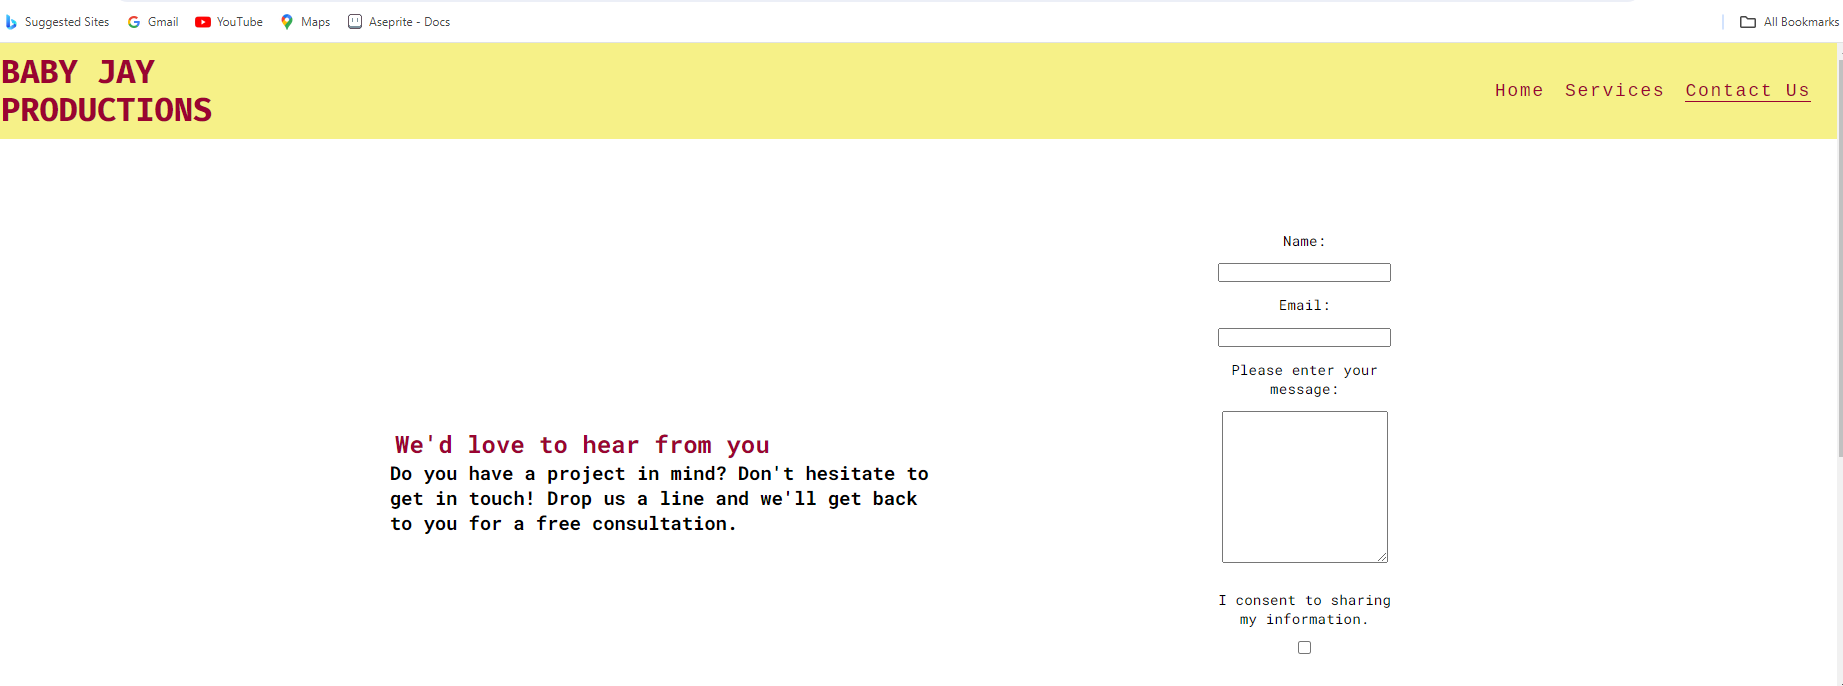 Suggested Sites Gmail YouTube Maps Aseprite - Docs All Bookmarks
BABY JAY
PRODUCTIONS
Home Services Contact Us
Name:
Email:
Please enter your
message:
We'd love to hear from you
Do you have a project in mind? Don't hesitate to
get in touch! Drop us a line and we'll get back
to you for a free consultation.
I consent to sharing
my information.